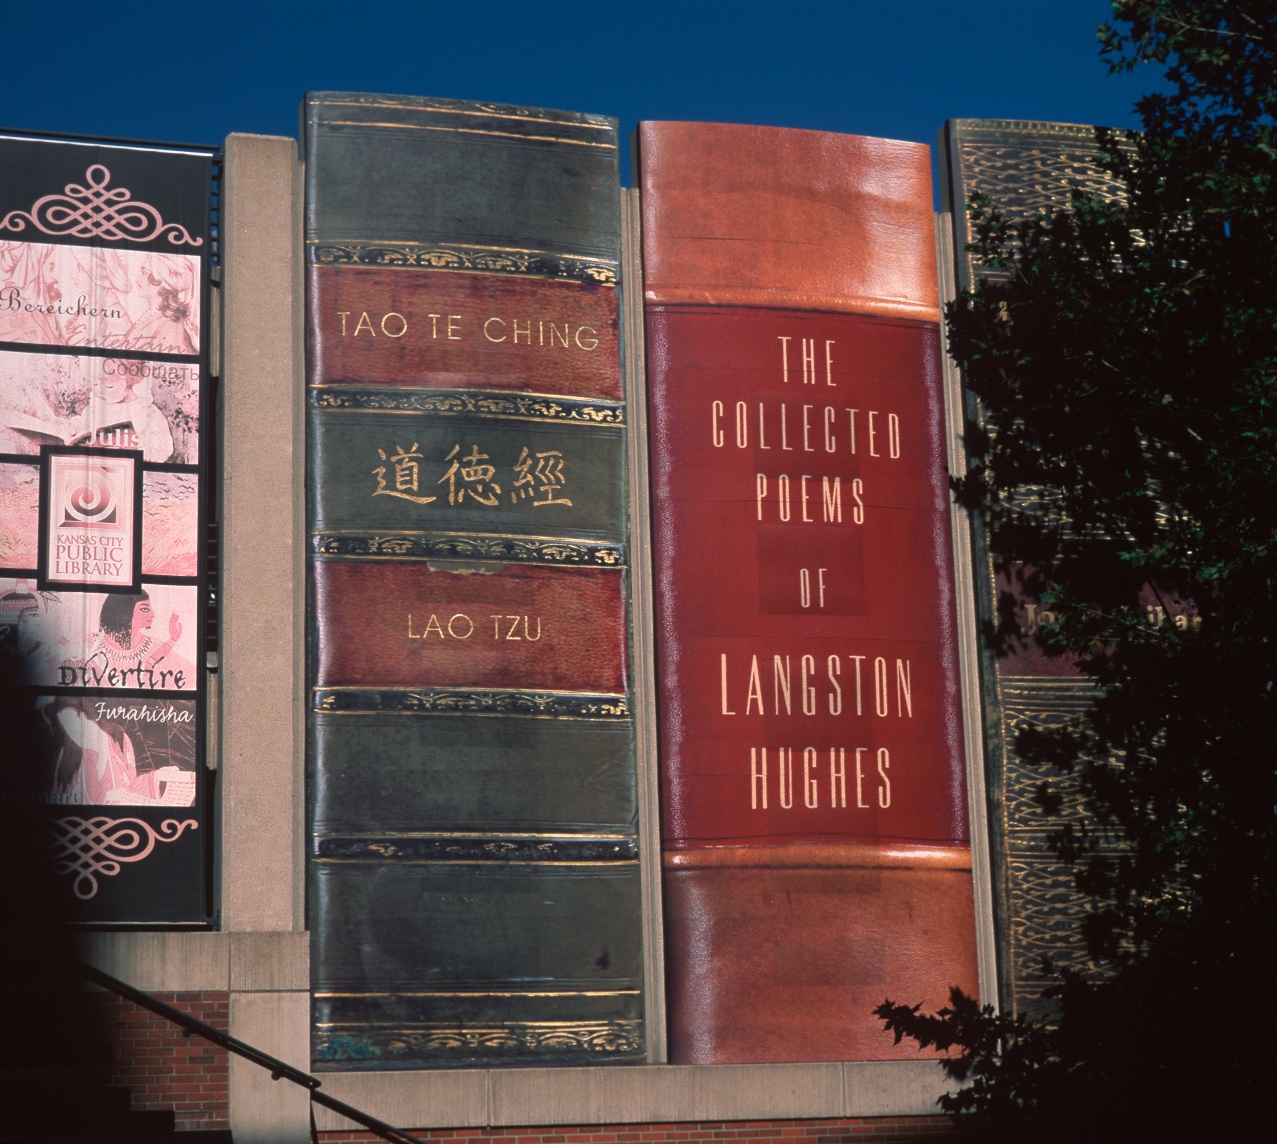 Bereichern
Entertain
Сообщать
Julis
KANSAS CITY
PUBLIC
LIBRARY
Divertire
Furahisha
TAO TE CHING
道德經
LAO TZU
THE
COLLECTED
POEMS
OF
LANGSTON
HUGHES